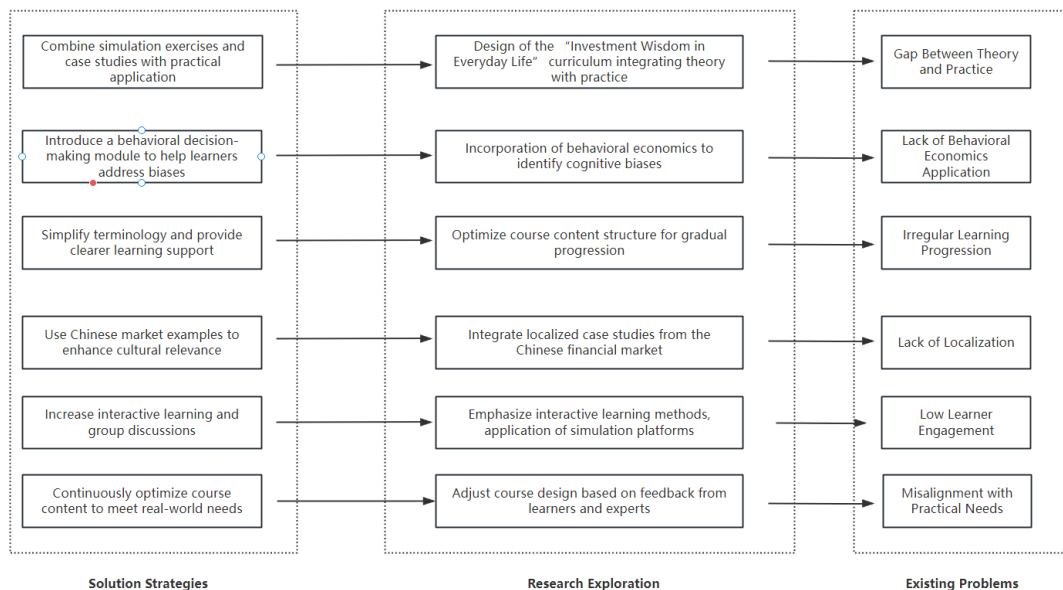 Combine simulation exercises and
case studies with practical
application
Design of the “Investment Wisdom in
Everyday Life” curriculum integrating theory
with practice
Gap Between Theory
and Practice
Introduce a behavioral decision-
making module to help learners
address biases
Incorporation of behavioral economics to
identify cognitive biases
Lack of Behavioral
Economics
Application
Simplify terminology and provide
clearer learning support
Optimize course content structure for gradual
progression
Irregular Learning
Progression
Use Chinese market examples to
enhance cultural relevance
Integrate localized case studies from the
Chinese financial market
Lack of Localization
Increase interactive learning and
group discussions
Emphasize interactive learning methods,
application of simulation platforms
Low Learner
Engagement
Continuously optimize course
content to meet real-world needs
Adjust course design based on feedback from
learners and experts
Misalignment with
Practical Needs
Solution Strategies
Research Exploration
Existing Problems